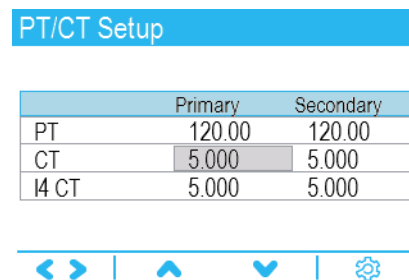 PT/CT Setup
Primary Secondary
PT 120.00 120.00
CT 5.000 5.000
I4 CT 5.000 5.000